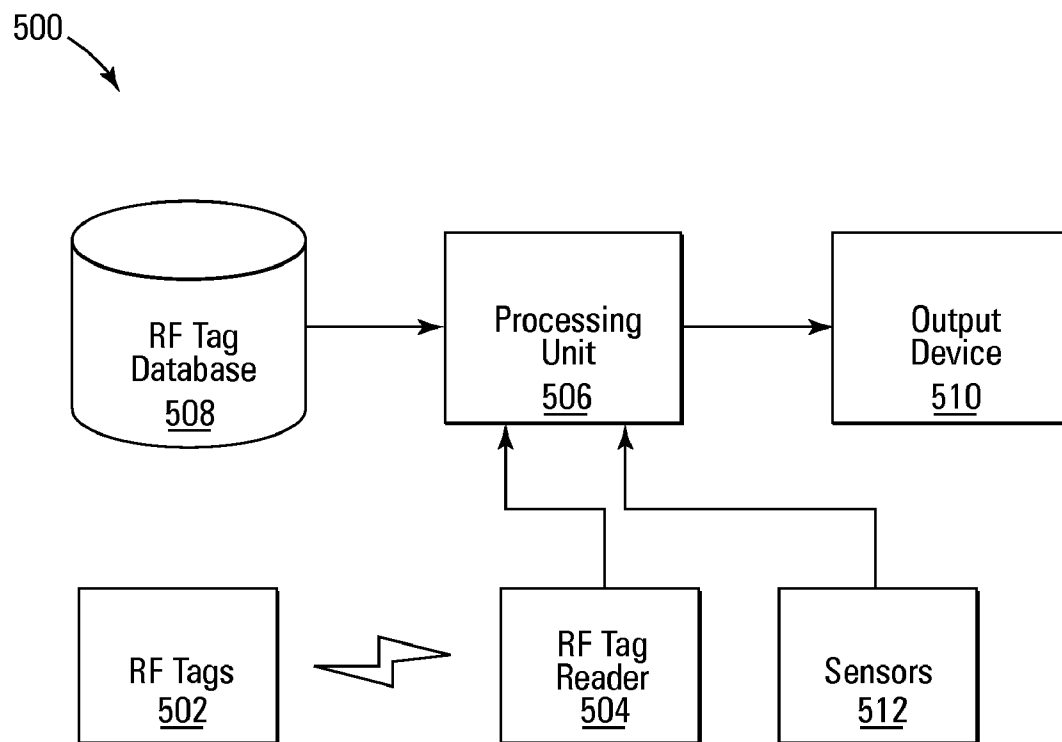 500
RF Tag
Database
508
Processing
Unit
506
Output
Device
510
RF Tags
502
RF Tag
Reader
504
Sensors
512